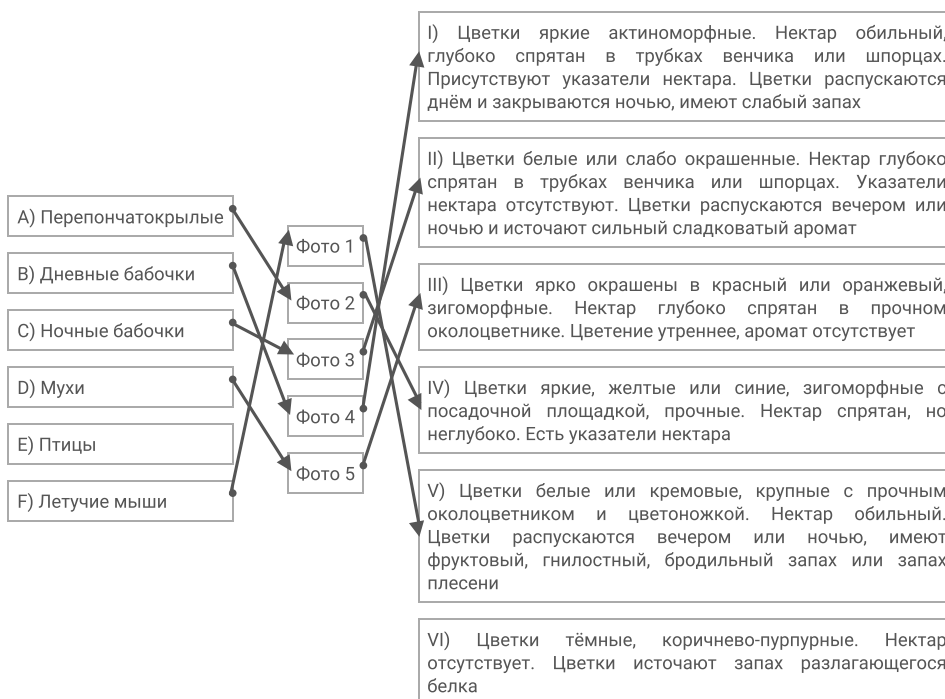 A) Перепончатокрылые
B) Дневные бабочки
C) Ночные бабочки
D) Мухи
E) Птицы
F) Летучие мыши
Фото 1
Фото 2
Фото 3
Фото 4
Фото 5
I) Цветки яркие актиноморфные. Нектар обильный,
глубоко спрятан в трубках венчика или шпорцах.
Присутствуют указатели нектара. Цветки распускаются
днём и закрываются ночью, имеют слабый запах
II) Цветки белые или слабо окрашенные. Нектар глубоко
спрятан в трубках венчика или шпорцах. Указатели
нектара отсутствуют. Цветки распускаются вечером или
ночью и источают сильный сладковатый аромат
III) Цветки ярко окрашены в красный или оранжевый,
зигоморфные. Нектар глубоко спрятан в прочном
околоцветнике. Цветение утреннее, аромат отсутствует
IV) Цветки яркие, желтые или синие, зигоморфные с
посадочной площадкой, прочные. Нектар спрятан, но
неглубоко. Есть указатели нектара
V) Цветки белые или кремовые, крупные с прочным
околоцветником и цветоножкой. Нектар обильный.
Цветки распускаются вечером или ночью, имеют
фруктовый, гнилостный, бродильный запах или запах
плесени
VI) Цветки тёмные, коричнево-пурпурные. Нектар
отсутствует. Цветки источают запах разлагающегося
белка